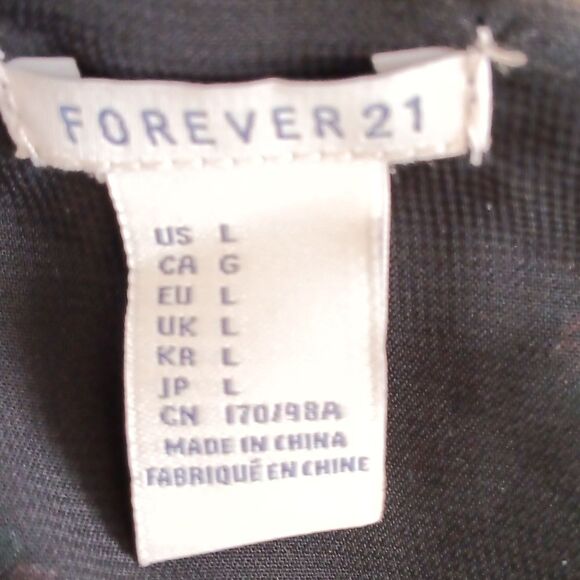 FOREVER 21
US L
CA G
EU L
UK L
KR L
JP L
CN 170/98A
MADE IN CHINA
FABRIQUÉ EN CHINE